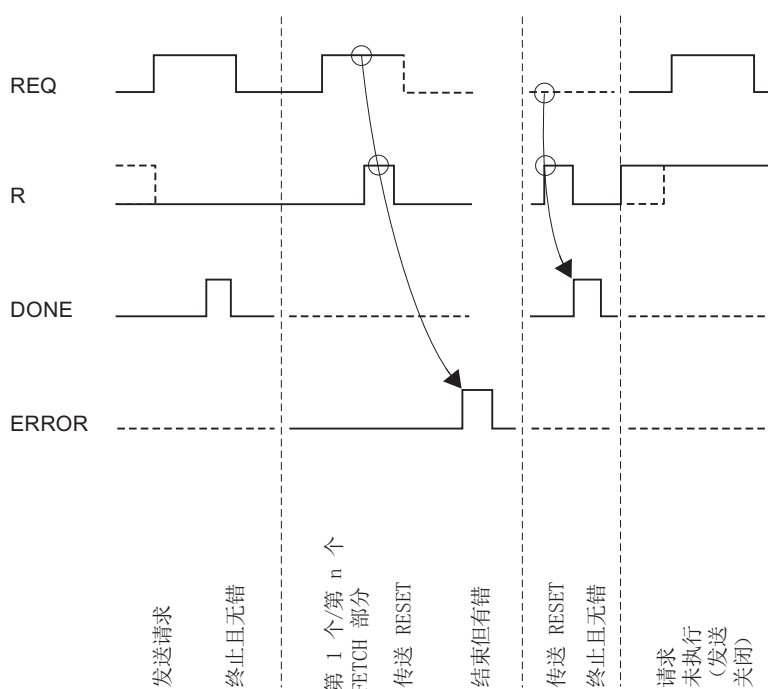 REQ
R
DONE
ERROR
发送请求
终止且无错
第 1 个/第 n 个
FETCH 部分
传送 RESET
结束但有错
传送 RESET
终止且无错
请求
未执行
（发送
关闭）